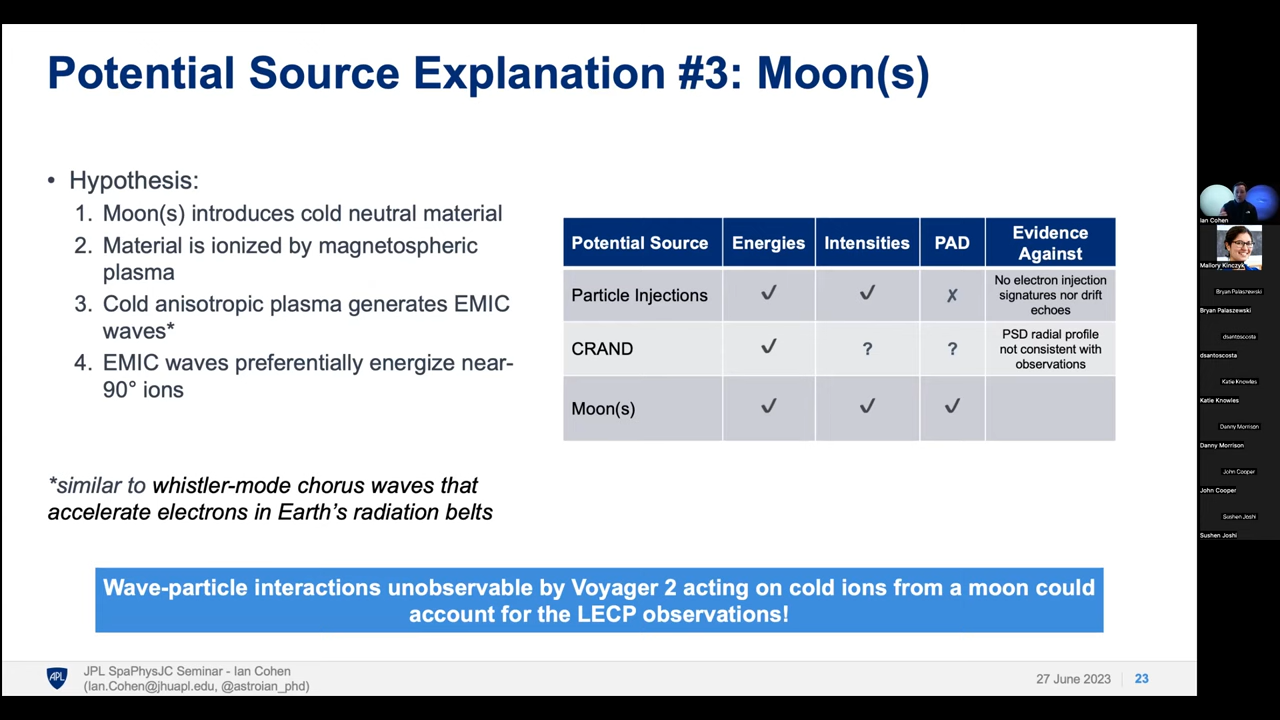 Potential Source Explanation #3: Moon(s)
• Hypothesis:
1. Moon(s) introduces cold neutral material
2. Material is ionized by magnetospheric
plasma
3. Cold anisotropic plasma generates EMIC
waves*
4. EMIC waves preferentially energize near-
90° ions
*similar to whistler-mode chorus waves that
accelerate electrons in Earth's radiation belts
Potential Source Energies Intensities PAD Evidence
Against
Particle Injections ✓ ✓ ✗ No electron injection
signatures nor drift
echoes
CRAND ✓ ? ? PSD radial profile
not consistent with
observations
Moon(s) ✓ ✓ ✓
Wave-particle interactions unobservable by Voyager 2 acting on cold ions from a moon could
account for the LECP observations!
APL
JPL SpaPhysJC Seminar - Ian Cohen
(Ian.Cohen@jhuapl.edu, @astroian_phd)
27 June 2023 23
Ian Cohen
Mallory Kinczyk
Bryan Palaszewski
Bryan Palaszewski
dsantoscosta
dsantoscosta
Katie Knowles
Katie Knowles
Danny Morrison
Danny Morrison
John Cooper
John Cooper
Sushen Joshi
Sushen Joshi